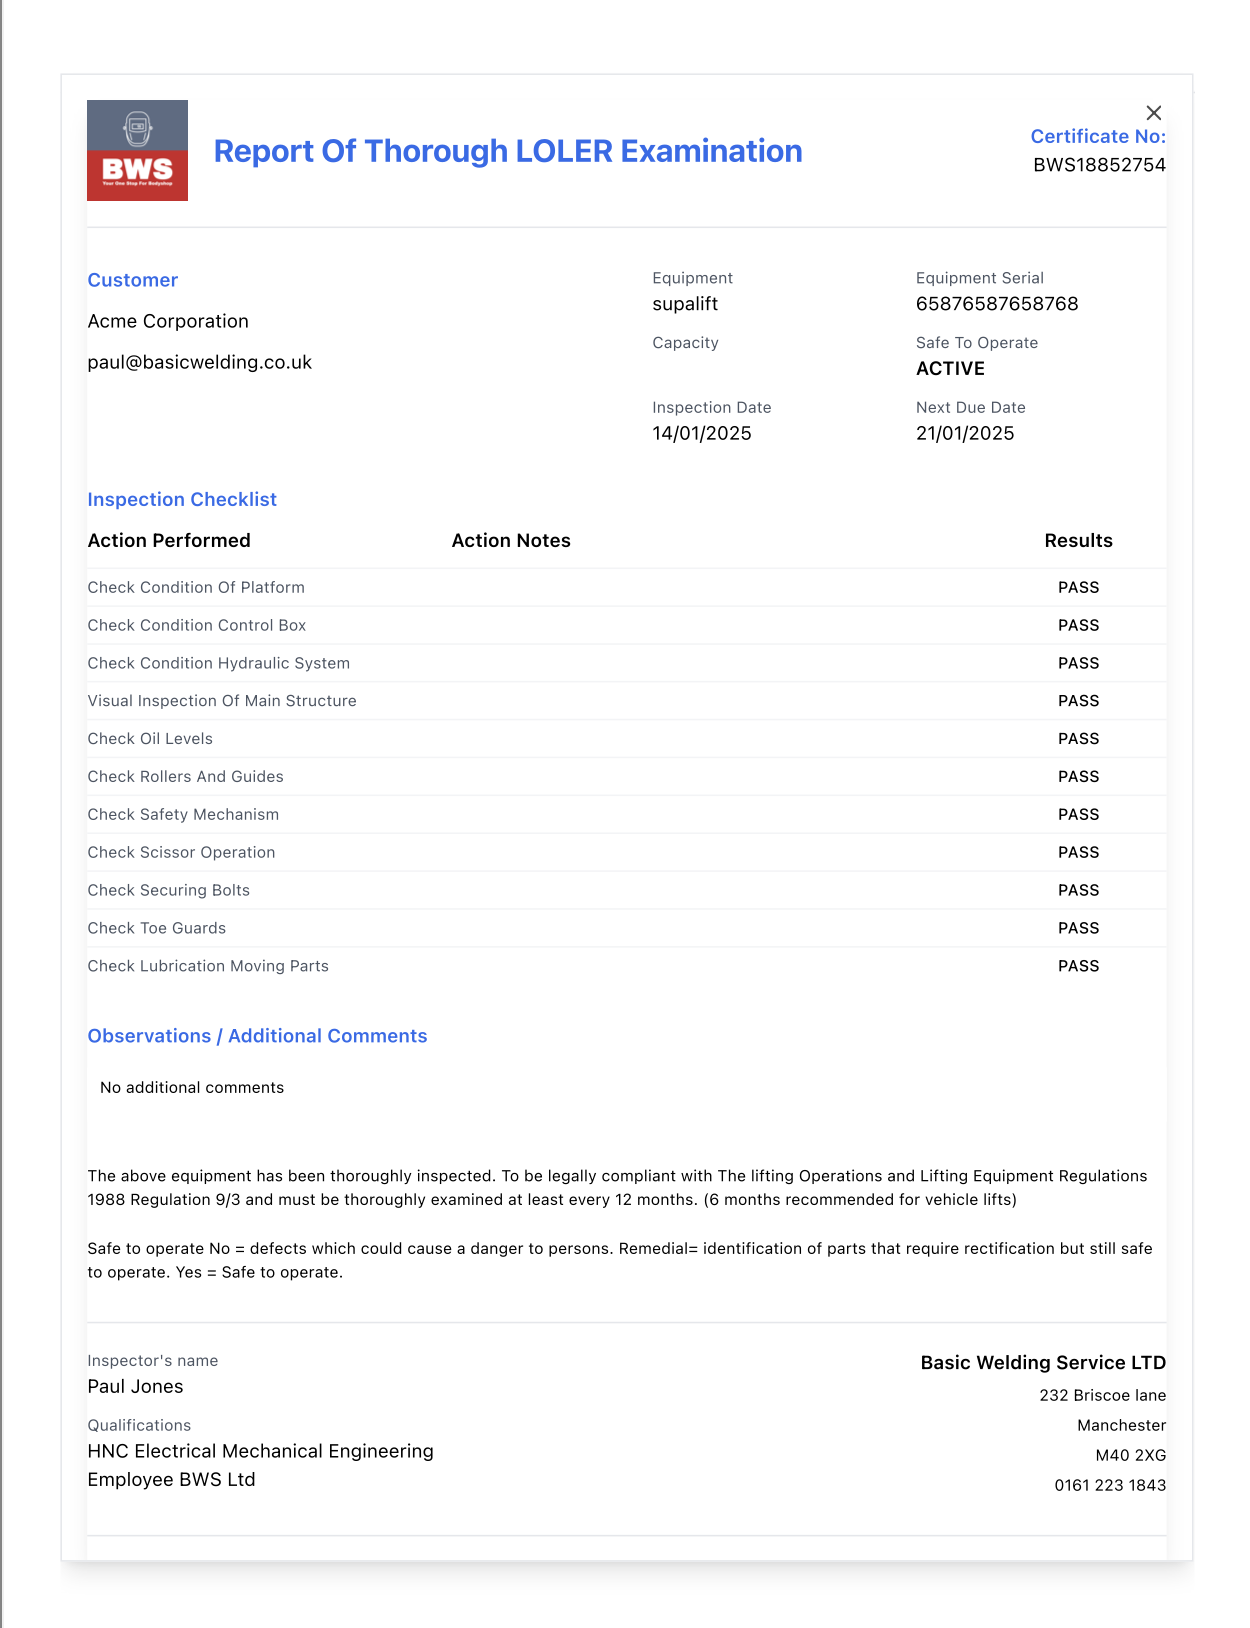 BWS
Your One Stop For Bodyshop
Report Of Thorough LOLER Examination
Certificate No:
BWS18852754
Customer
Acme Corporation
paul@basicwelding.co.uk
Equipment
supalift
Equipment Serial
65876587658768
Capacity
Safe To Operate
ACTIVE
Inspection Date
14/01/2025
Next Due Date
21/01/2025
Inspection Checklist
Action Performed Action Notes Results
Check Condition Of Platform PASS
Check Condition Control Box PASS
Check Condition Hydraulic System PASS
Visual Inspection Of Main Structure PASS
Check Oil Levels PASS
Check Rollers And Guides PASS
Check Safety Mechanism PASS
Check Scissor Operation PASS
Check Securing Bolts PASS
Check Toe Guards PASS
Check Lubrication Moving Parts PASS
Observations / Additional Comments
No additional comments
The above equipment has been thoroughly inspected. To be legally compliant with The lifting Operations and Lifting Equipment Regulations
1988 Regulation 9/3 and must be thoroughly examined at least every 12 months. (6 months recommended for vehicle lifts)
Safe to operate No = defects which could cause a danger to persons. Remedial= identification of parts that require rectification but still safe
to operate. Yes = Safe to operate.
Inspector's name
Paul Jones
Qualifications
HNC Electrical Mechanical Engineering
Employee BWS Ltd
Basic Welding Service LTD
232 Briscoe lane
Manchester
M40 2XG
0161 223 1843